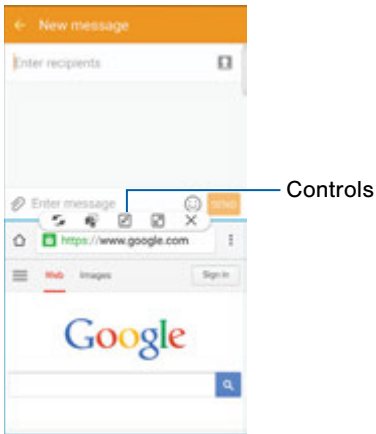 New message
Enter recipients
Enter message SEND
Controls
https://www.google.com
Web Images Sign in
Google